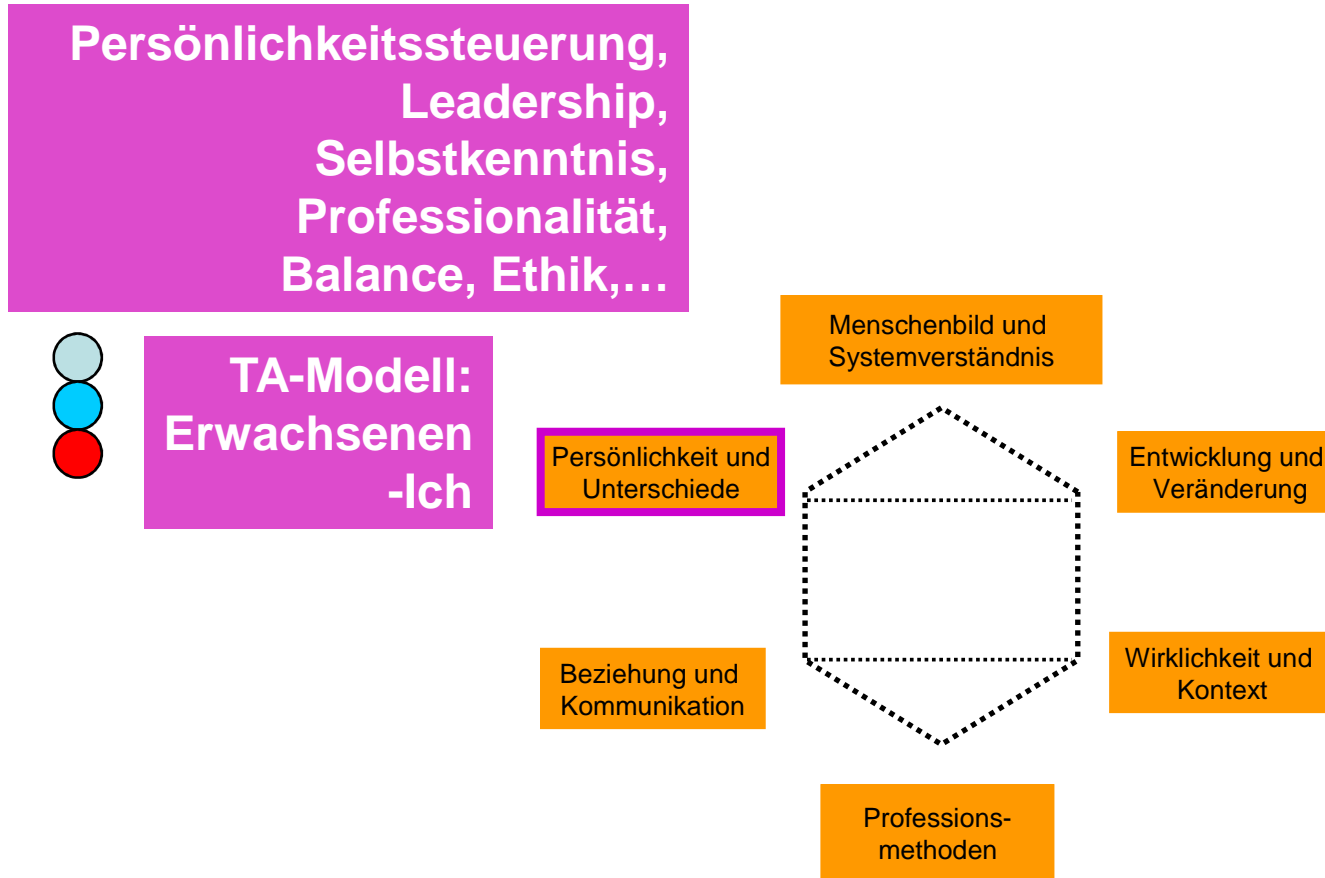 Persönlichkeitssteuerung,
Leadership,
Selbstkenntnis,
Professionalität,
Balance, Ethik,…
TA-Modell:
Erwachsenen
-Ich
Menschenbild und
Systemverständnis
Persönlichkeit und
Unterschiede
Entwicklung und
Veränderung
Beziehung und
Kommunikation
Wirklichkeit und
Kontext
Professions-
methoden